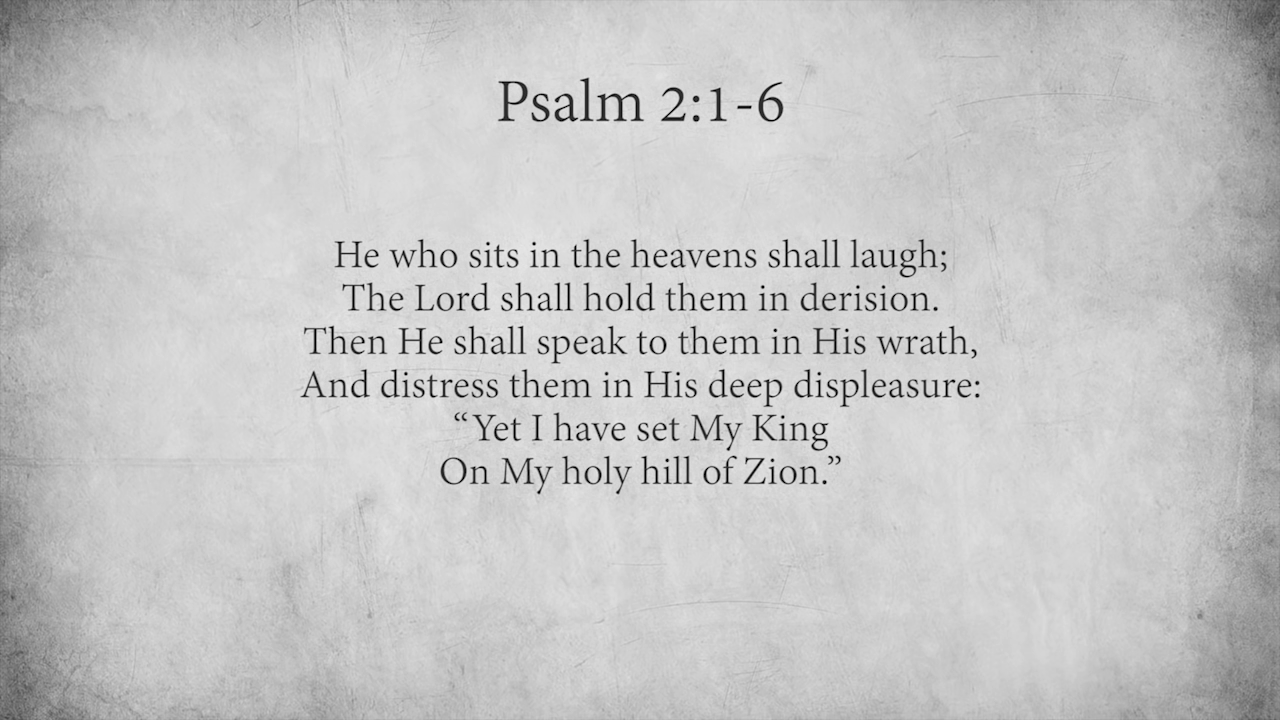 Psalm 2:1-6
He who sits in the heavens shall laugh;
The Lord shall hold them in derision.
Then He shall speak to them in His wrath,
And distress them in His deep displeasure:
“Yet I have set My King
On My holy hill of Zion.”